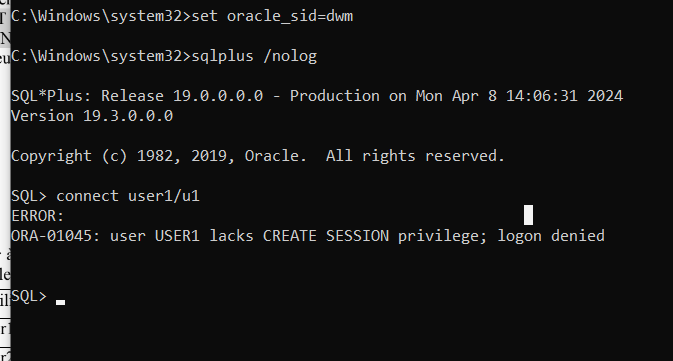 C:\Windows\system32>set oracle_sid=dwm
C:\Windows\system32>sqlplus /nolog
SQL*Plus: Release 19.0.0.0.0 - Production on Mon Apr 8 14:06:31 2024
Version 19.3.0.0.0
Copyright (c) 1982, 2019, Oracle.  All rights reserved.
SQL> connect user1/u1
ERROR:
ORA-01045: user USER1 lacks CREATE SESSION privilege; logon denied
SQL>